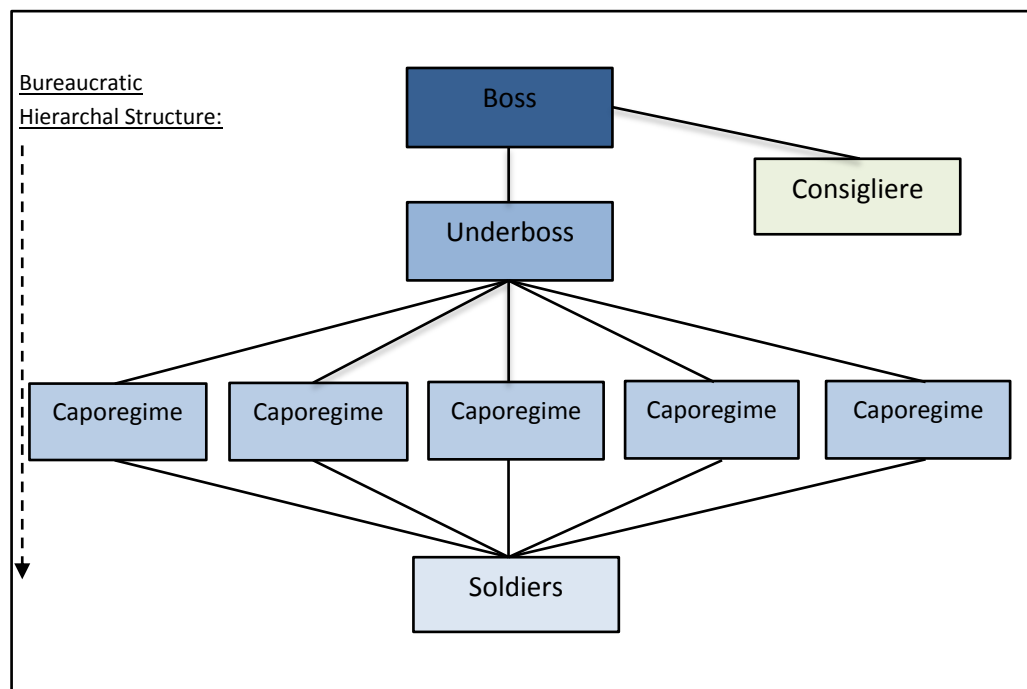 Bureaucratic
Hierarchal Structure:
Boss
Consigliere
Underboss
Caporegime
Caporegime
Caporegime
Caporegime
Caporegime
Soldiers